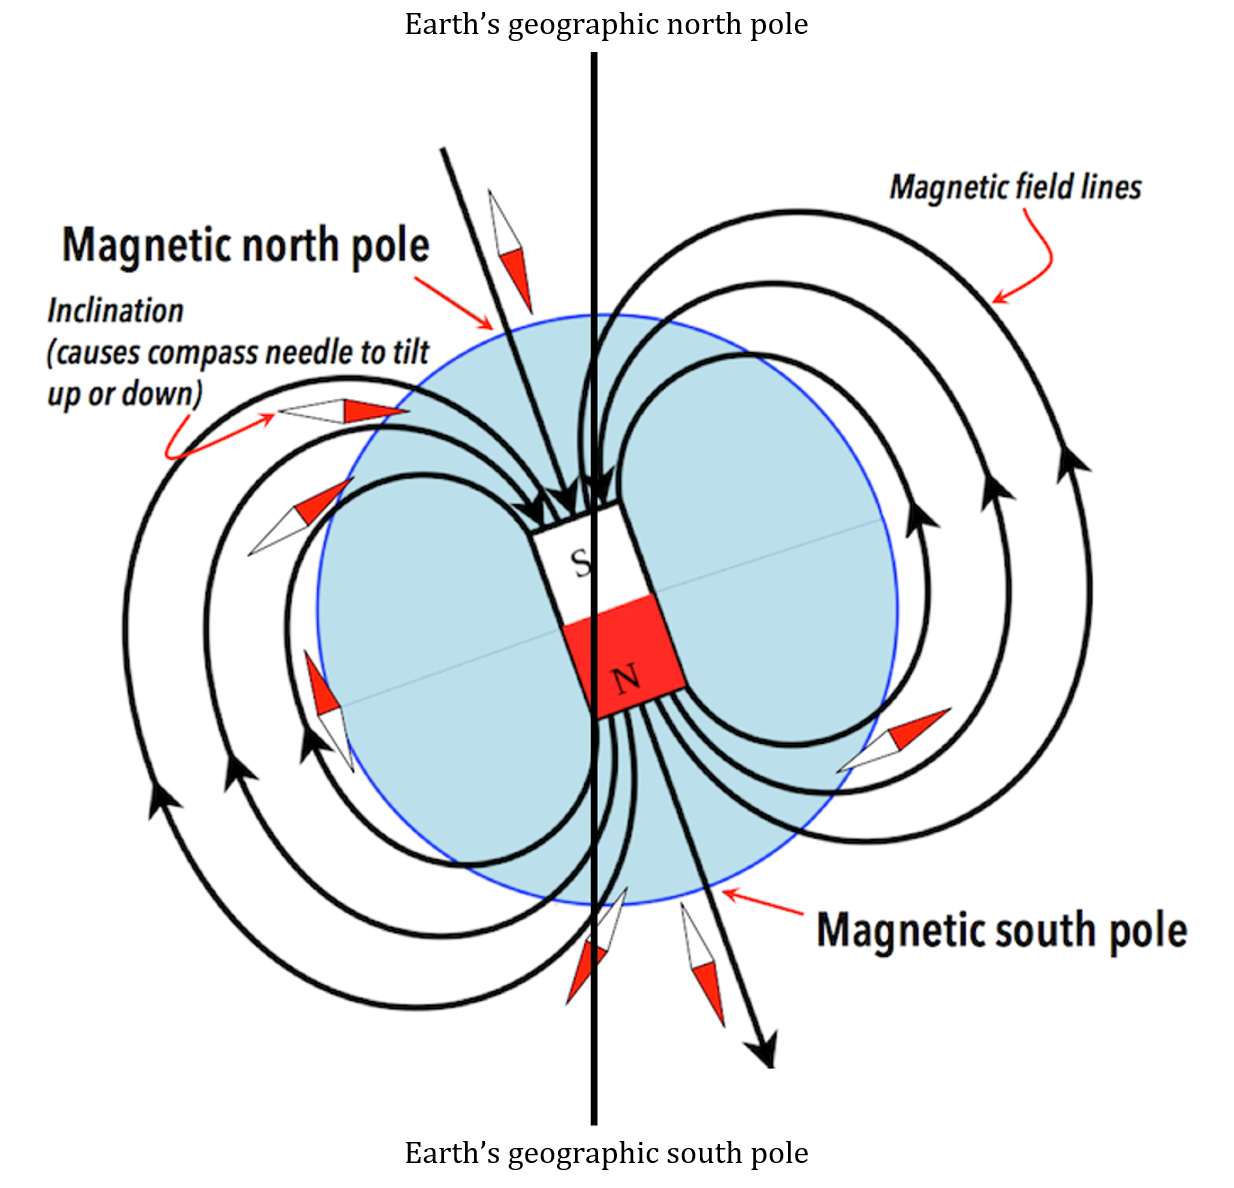 Earth’s geographic north pole
Magnetic field lines
Magnetic north pole
Inclination
(causes compass needle to tilt
up or down)
S
N
Magnetic south pole
Earth’s geographic south pole